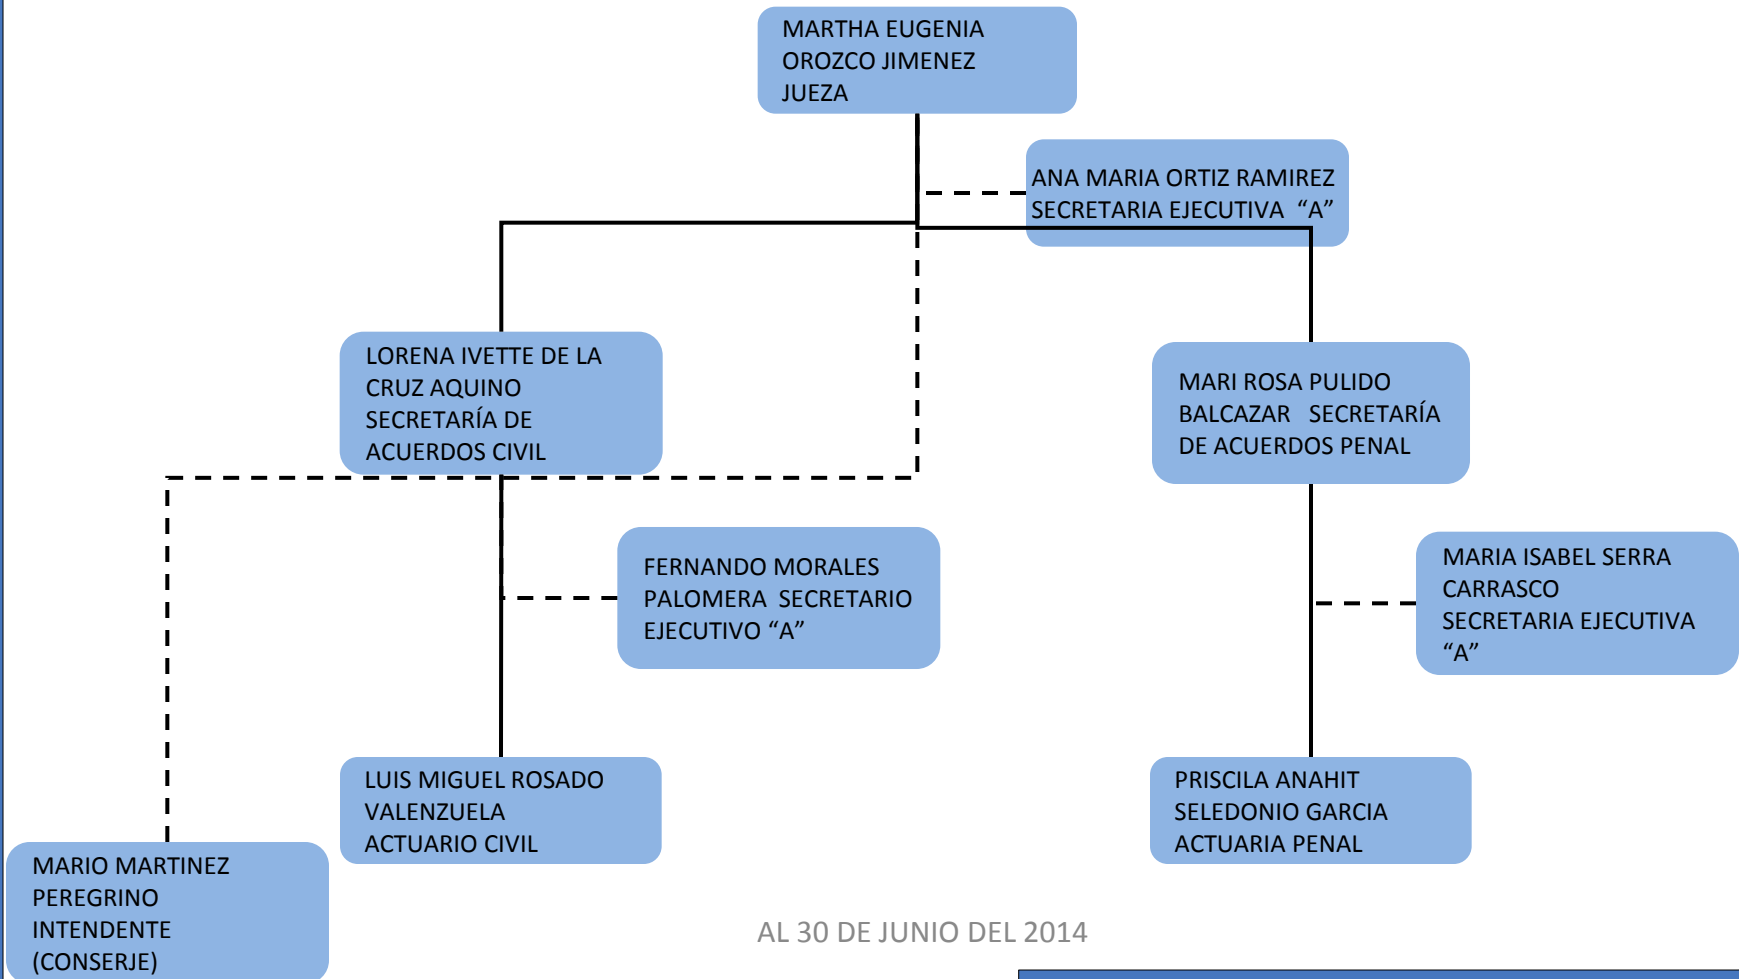 MARTHA EUGENIA
OROZCO JIMENEZ
JUEZA
ANA MARIA ORTIZ RAMIREZ
SECRETARIA EJECUTIVA “A”
LORENA IVETTE DE LA
CRUZ AQUINO
SECRETARÍA DE
ACUERDOS CIVIL
MARI ROSA PULIDO
BALCAZAR SECRETARÍA
DE ACUERDOS PENAL
FERNANDO MORALES
PALOMERA SECRETARIO
EJECUTIVO “A”
MARIA ISABEL SERRA
CARRASCO
SECRETARIA EJECUTIVA
“A”
LUIS MIGUEL ROSADO
VALENZUELA
ACTUARIO CIVIL
PRISCILA ANAHIT
SELEDONIO GARCIA
ACTUARIA PENAL
MARIO MARTINEZ
PEREGRINO
INTENDENTE
(CONSERJE)
AL 30 DE JUNIO DEL 2014